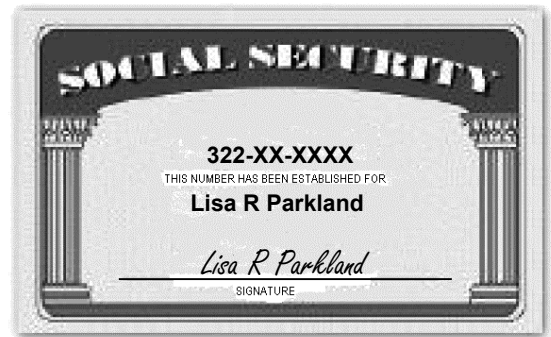 SOCIAL SECURITY
322-XX-XXXX
THIS NUMBER HAS BEEN ESTABLISHED FOR
Lisa R Parkland
Lisa R Parkland
SIGNATURE